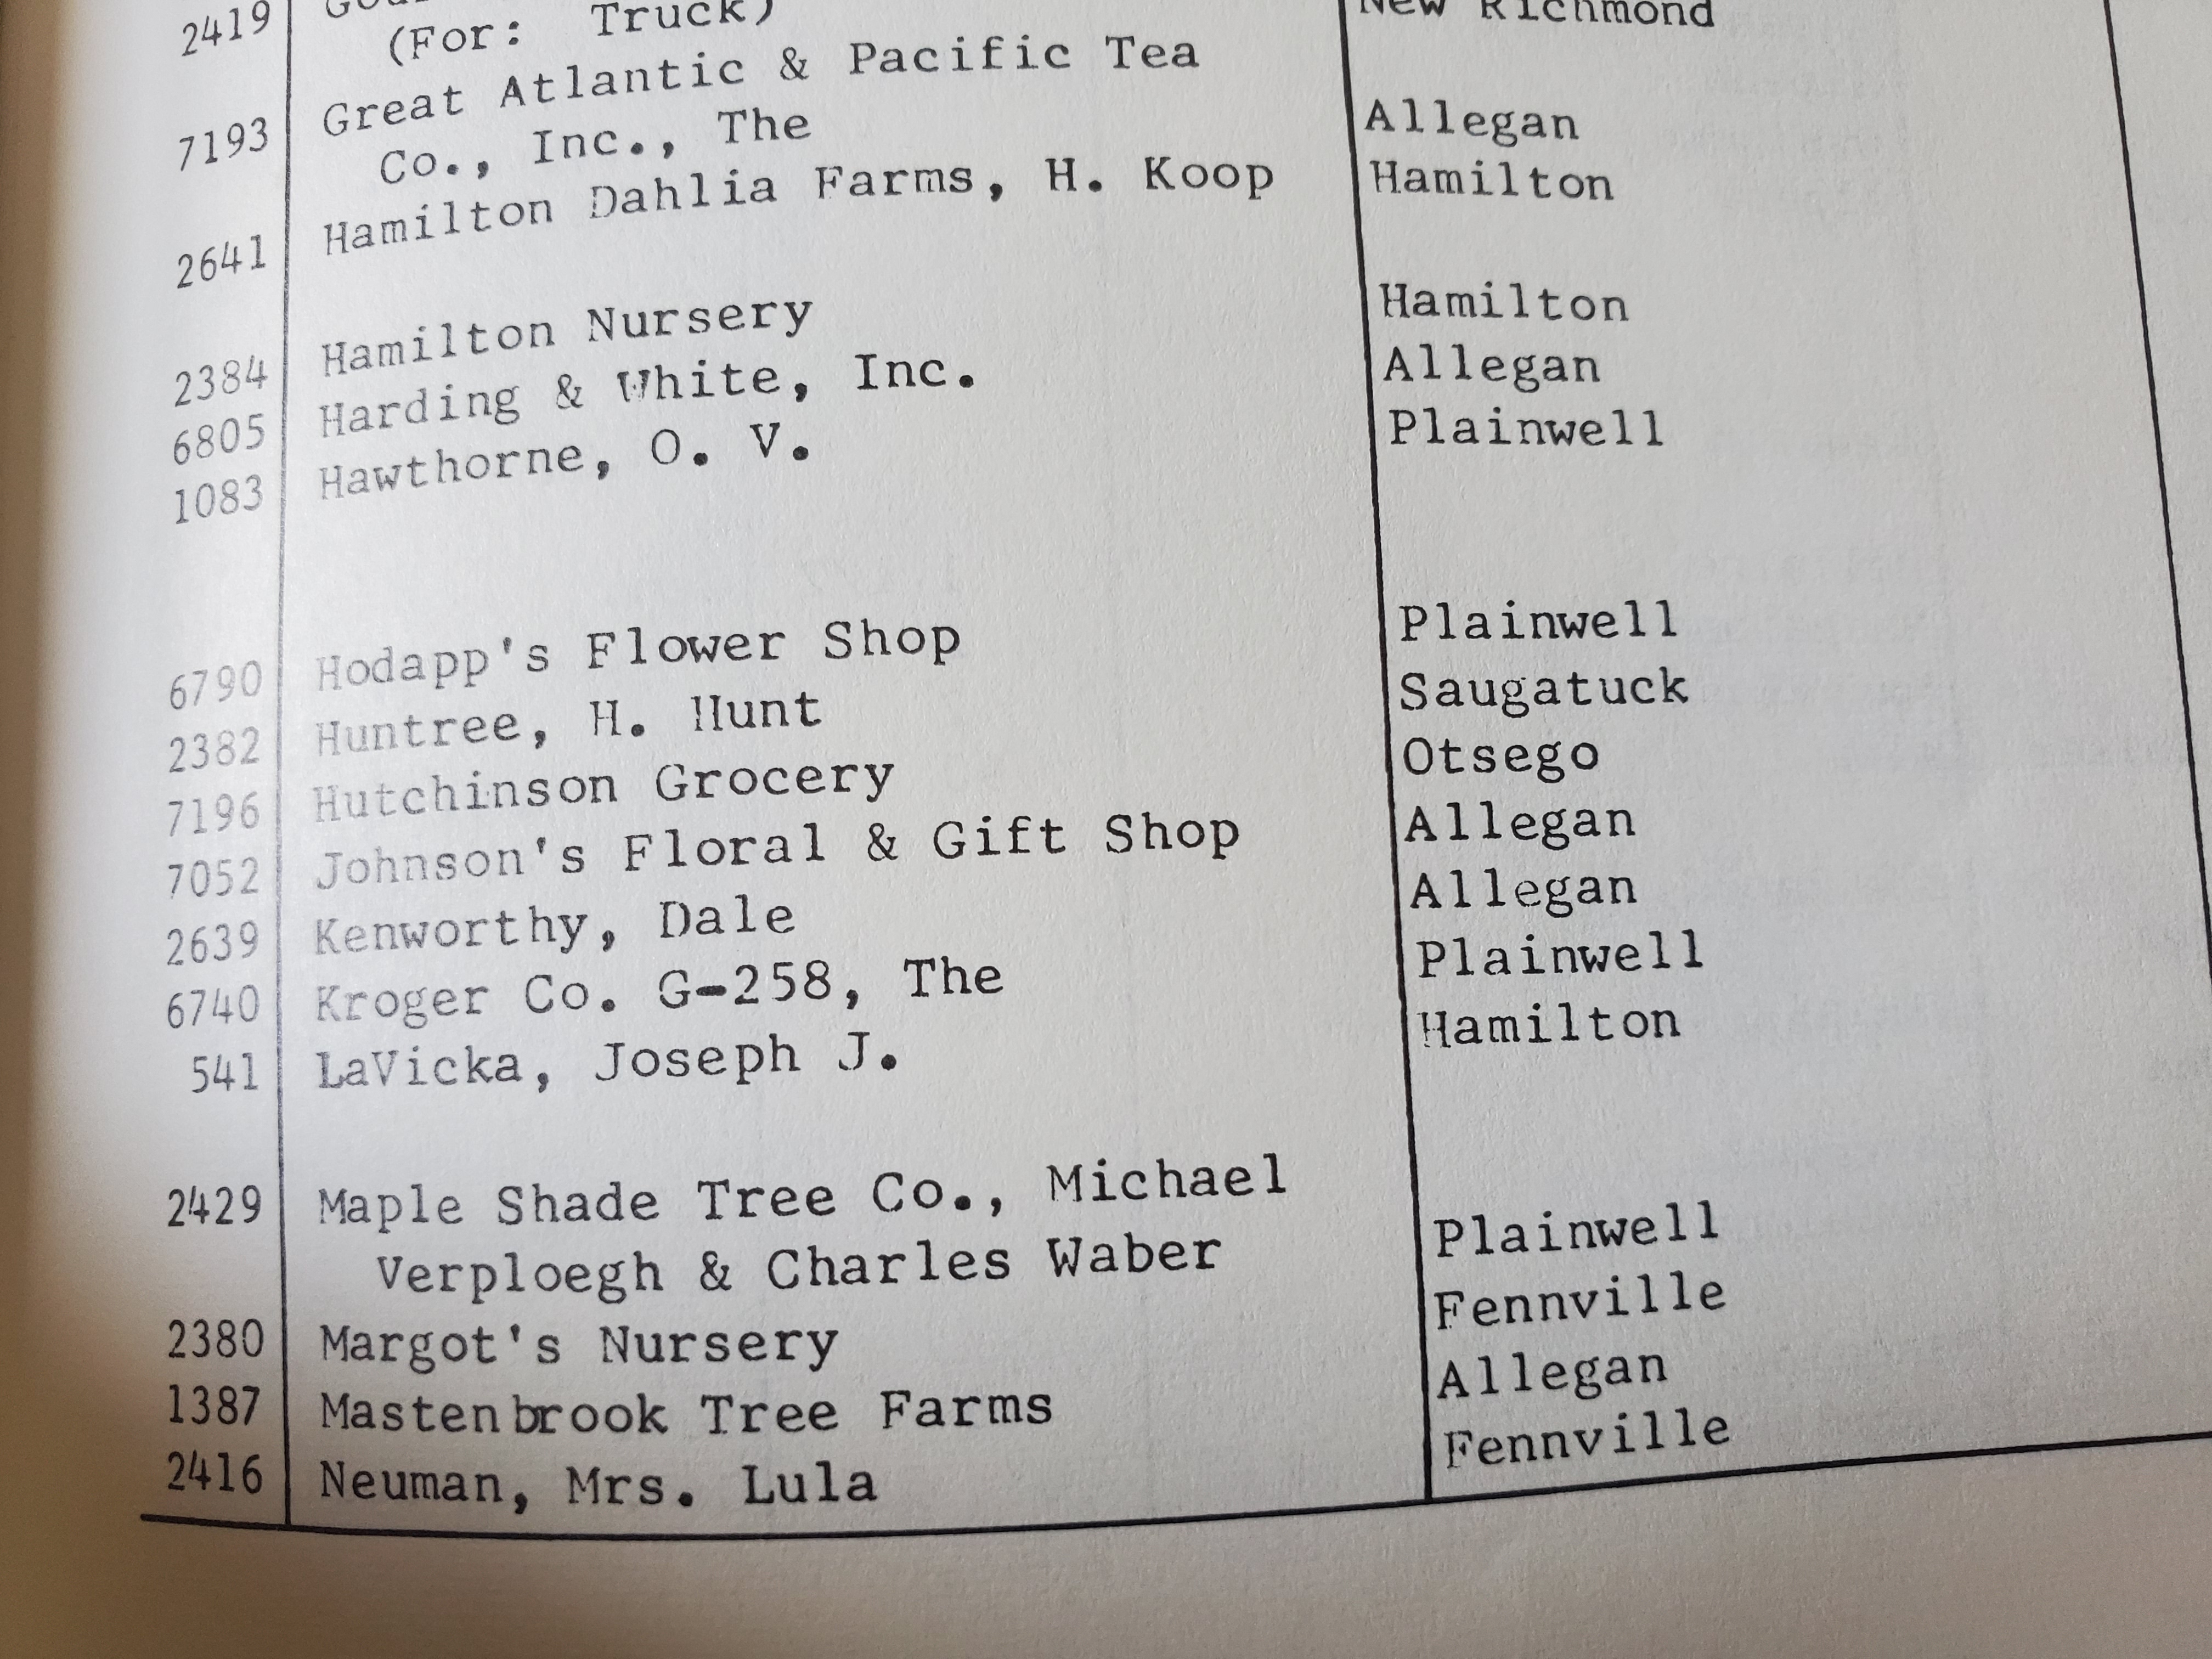 2419 New Richmond
(For: Truck)
7193 Great Atlantic & Pacific Tea
Co., Inc., The Allegan
2641 Hamilton Dahlia Farms, H. Koop Hamilton
2384 Hamilton Nursery Hamilton
6805 Harding & White, Inc. Allegan
1083 Hawthorne, O. V. Plainwell
6790 Hodapp's Flower Shop Plainwell
2382 Huntree, H. Hunt Saugatuck
7196 Hutchinson Grocery Otsego
7052 Johnson's Floral & Gift Shop Allegan
2639 Kenworthy, Dale Allegan
6740 Kroger Co. G-258, The Plainwell
541 LaVicka, Joseph J. Hamilton
2429 Maple Shade Tree Co., Michael
Verploegh & Charles Waber Plainwell
2380 Margot's Nursery Fennville
1387 Mastenbrook Tree Farms Allegan
2416 Neuman, Mrs. Lula Fennville